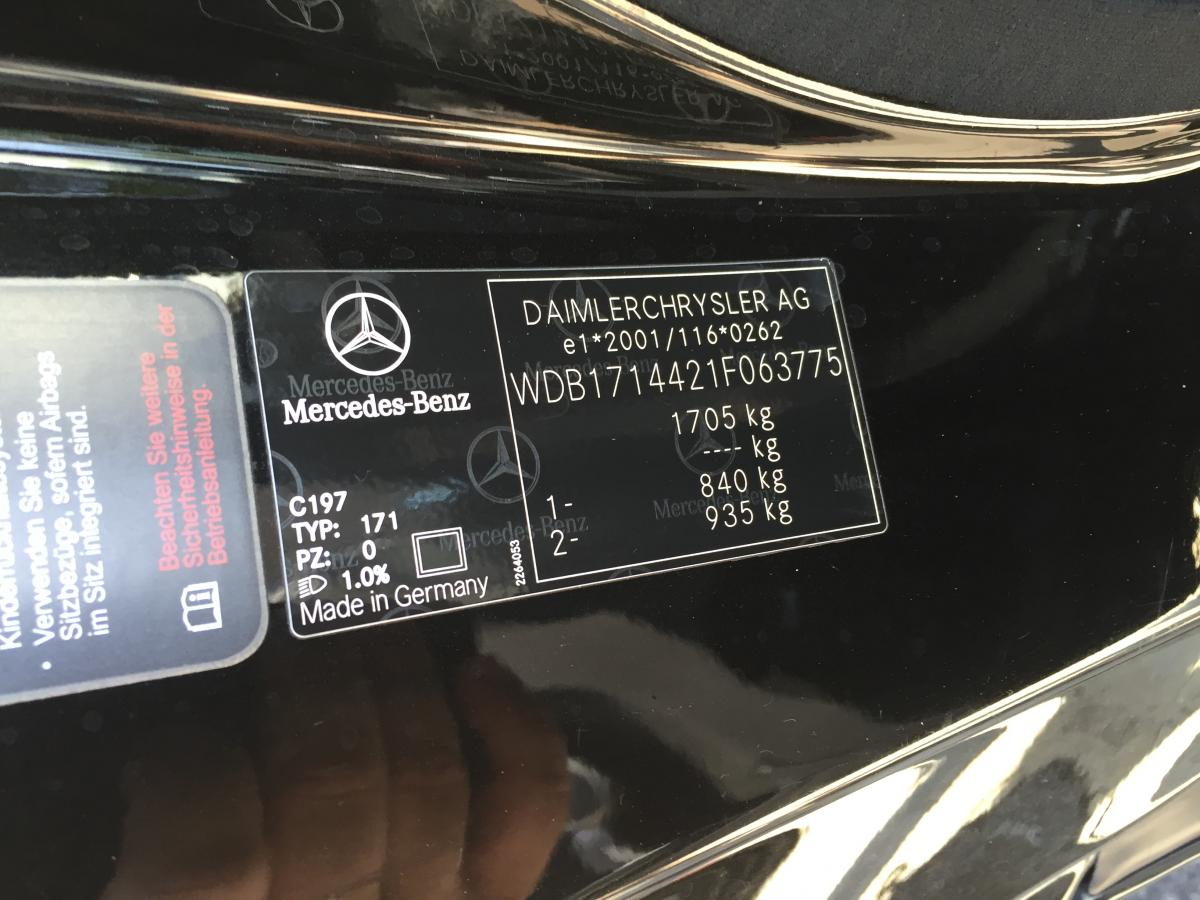 Verwenden Sie keine
Sitzbezüge, sofern Airbags
im Sitz integriert sind.
Beachten Sie weitere
Sicherheitshinweise in der
Betriebsanleitung.
Mercedes-Benz
Mercedes-Benz
C197
TYP: 171
PZ: 0
1.0%
Made in Germany
2264053
DAIMLERCHRYSLER AG
e1*2001/116*0262
WDB1714421F063775
1705 kg
---- kg
1- 840 kg
2- 935 kg